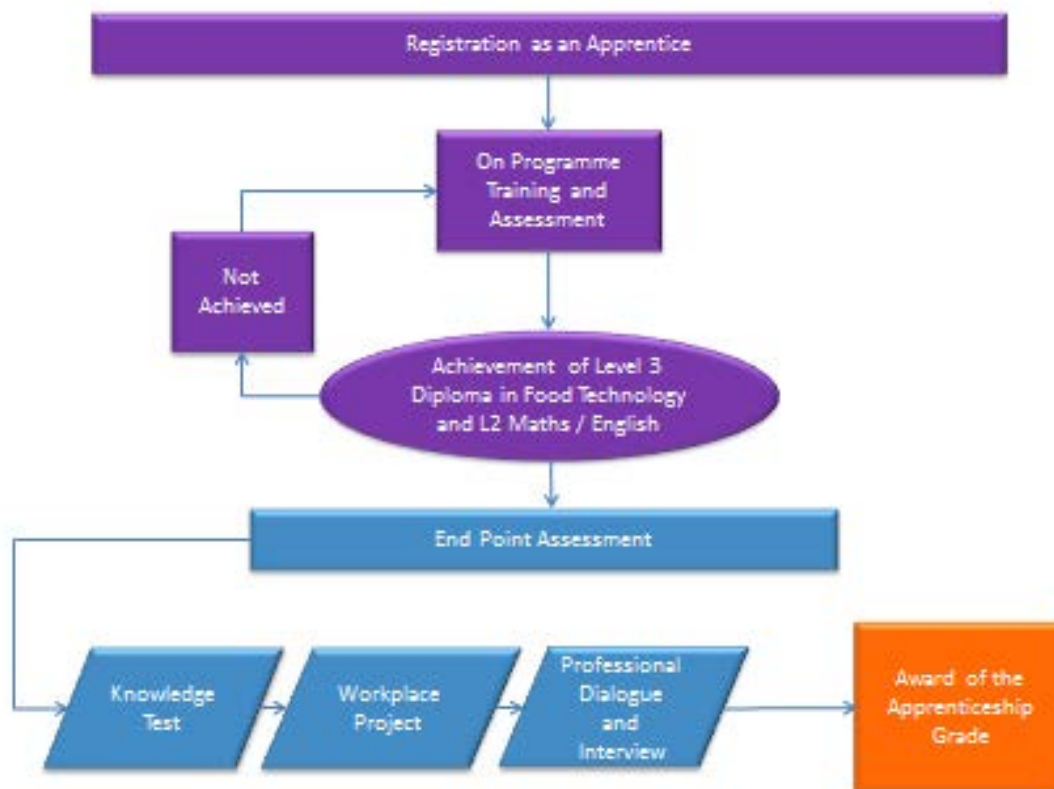 Registration as an Apprentice
On Programme
Training and
Assessment
Not
Achieved
Achievement of Level 3
Diploma in Food Technology
and L2 Maths / English
End Point Assessment
Knowledge
Test
Workplace
Project
Professional
Dialogue
and
Interview
Award of the
Apprenticeship
Grade